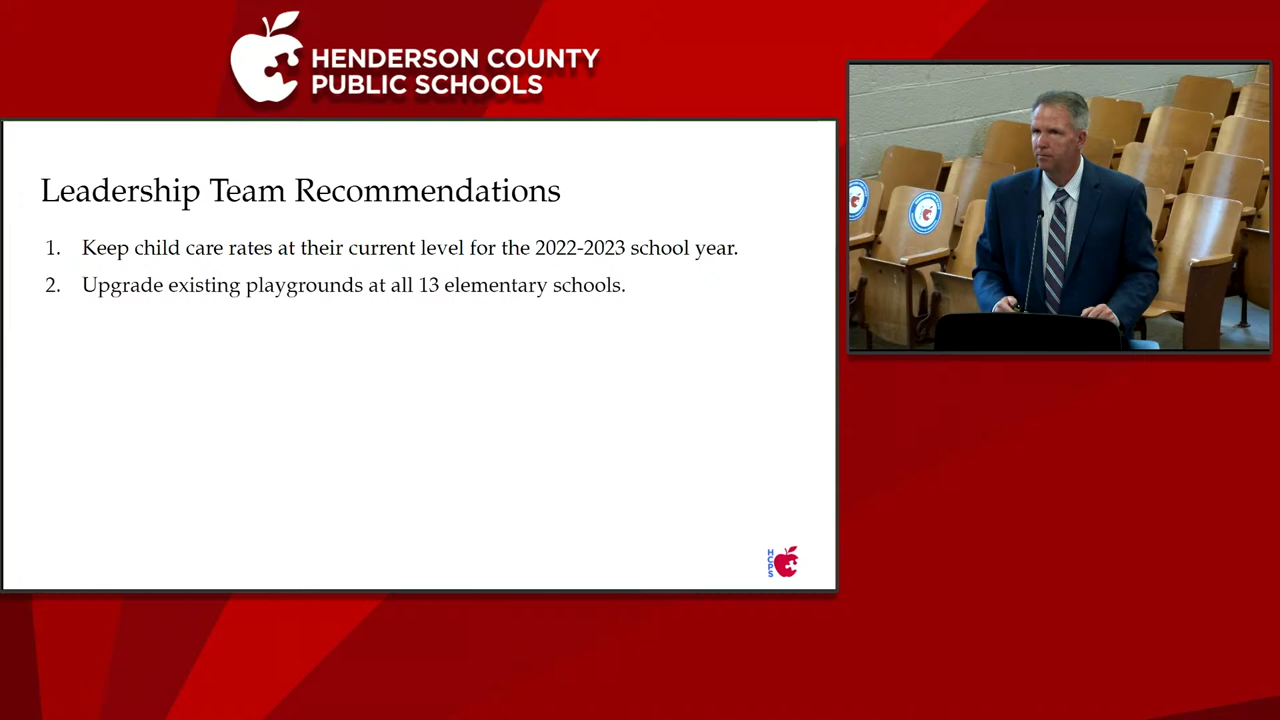 HENDERSON COUNTY
PUBLIC SCHOOLS
Leadership Team Recommendations
1. Keep child care rates at their current level for the 2022-2023 school year.
2. Upgrade existing playgrounds at all 13 elementary schools.
HCPS